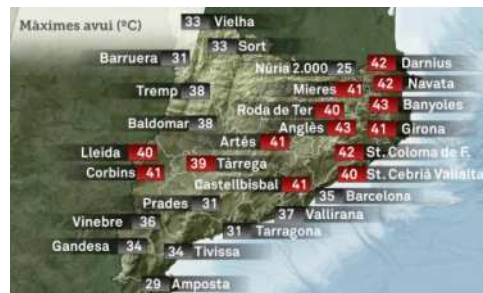 Màximes avui (ºC)
33 Vielha
33 Sort
Barruera 31
Núria 2.000 25
42 Darnius
Tremp 38
Mieres 41
42 Navata
Roda de Ter 40
43 Banyoles
Baldomar 38
Anglès 43
41 Girona
Artés 41
Lleida 40
39 Tàrrega
42 St. Coloma de F.
Corbins 41
Castellbisbal 41
40 St. Cebrià Vallalta
Prades 31
35 Barcelona
Vinebre 36
37 Vallirana
31 Tarragona
Gandesa 34
34 Tivissa
29 Amposta